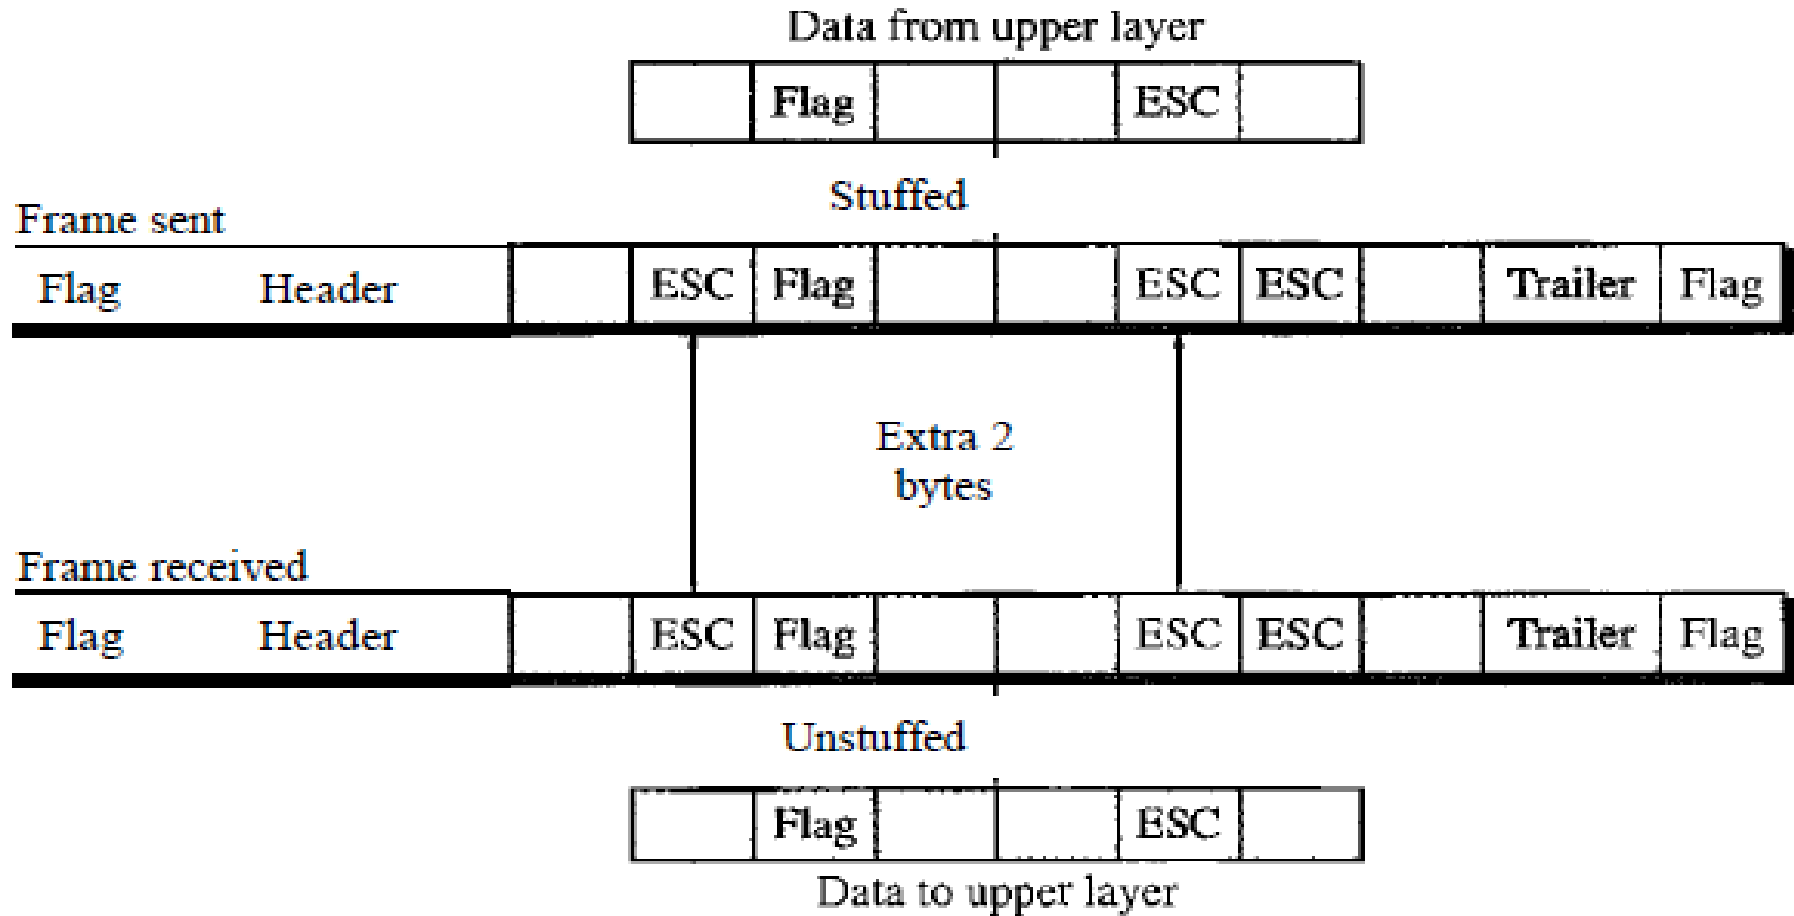 Data from upper layer
Flag ESC
Stuffed
Frame sent
Flag Header ESC Flag ESC ESC Trailer Flag
Extra 2
bytes
Frame received
Flag Header ESC Flag ESC ESC Trailer Flag
Unstuffed
Flag ESC
Data to upper layer